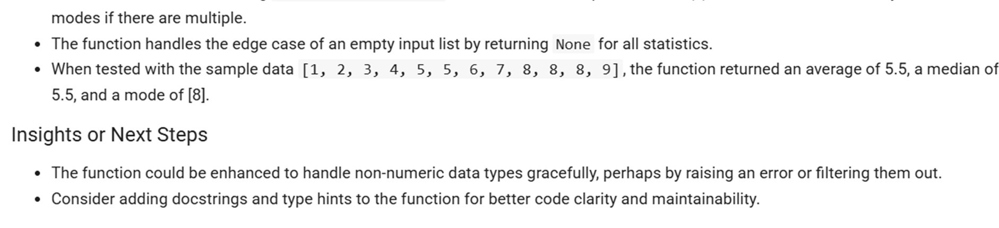 modes if there are multiple.
The function handles the edge case of an empty input list by returning None for all statistics.
When tested with the sample data [1, 2, 3, 4, 5, 5, 6, 7, 8, 8, 8, 9], the function returned an average of 5.5, a median of
5.5, and a mode of [8].
Insights or Next Steps
The function could be enhanced to handle non-numeric data types gracefully, perhaps by raising an error or filtering them out.
Consider adding docstrings and type hints to the function for better code clarity and maintainability.